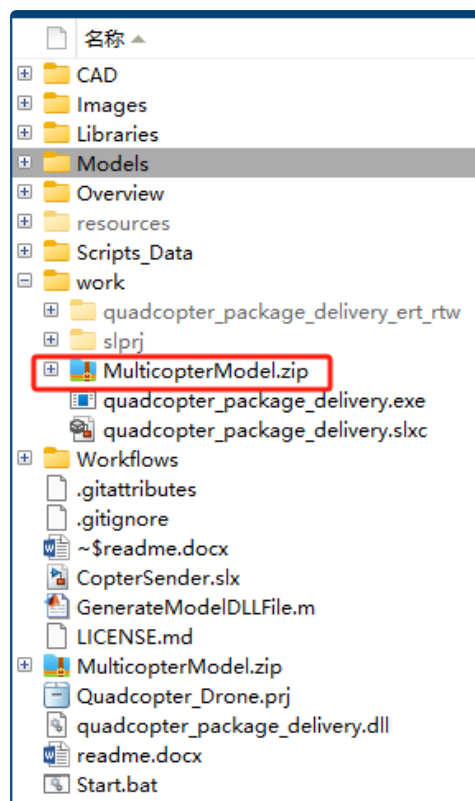 名称
CAD
Images
Libraries
Models
Overview
resources
Scripts_Data
work
quadcopter_package_delivery_ert_rtw
slprj
MulticopterModel.zip
quadcopter_package_delivery.exe
quadcopter_package_delivery.slxc
Workflows
.gitattributes
.gitignore
~$readme.docx
CopterSender.slx
GenerateModelDLLFile.m
LICENSE.md
MulticopterModel.zip
Quadcopter_Drone.prj
quadcopter_package_delivery.dll
readme.docx
Start.bat